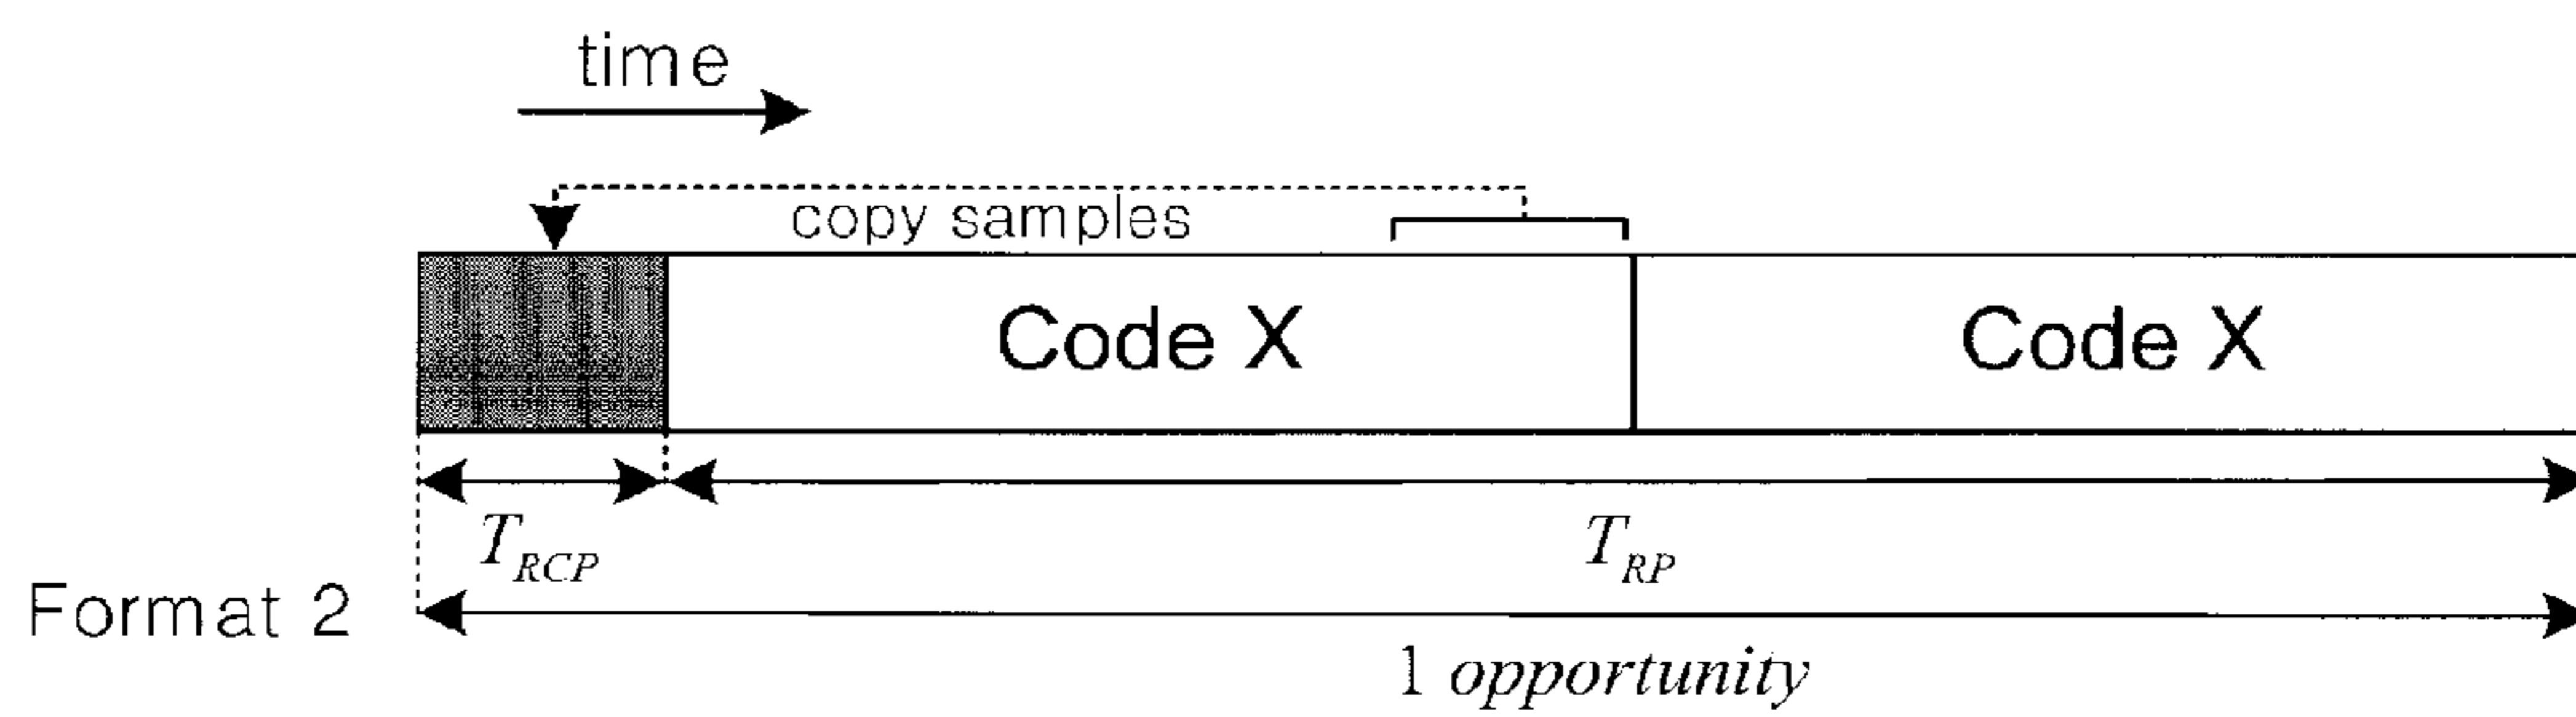 time
copy samples
Code X Code X
T_RCP T_RP
Format 2
1 opportunity